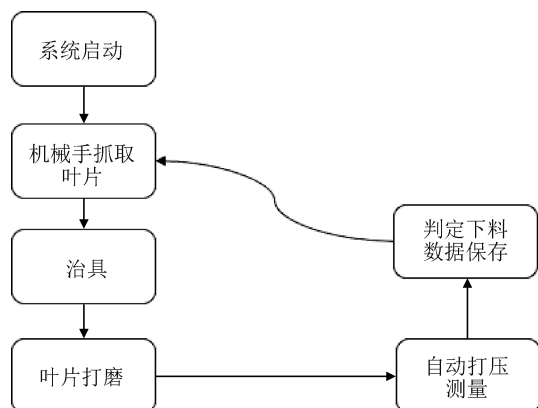 系统启动
机械手抓取
叶片
治具
叶片打磨
自动打压
测量
判定下料
数据保存